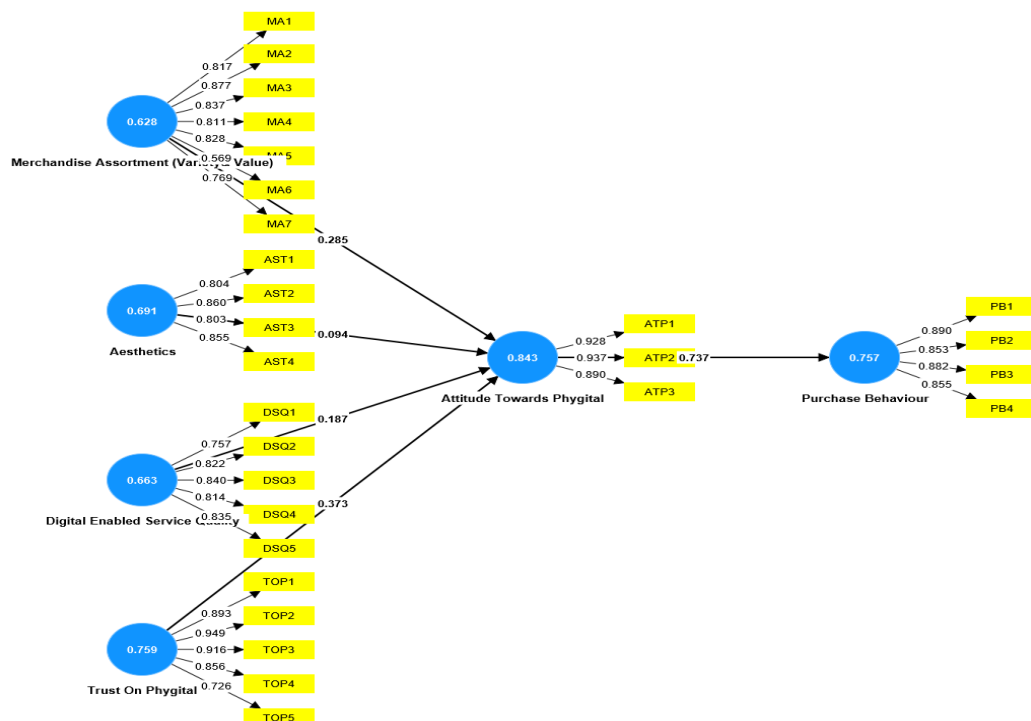 MA1
MA2
MA3
MA4
MA5
MA6
MA7
0.817
0.877
0.837
0.811
0.828
0.569
0.769
0.628
Merchandise Assortment (Variety& Value)
0.285
AST1
AST2
AST3
AST4
0.804
0.860
0.803
0.855
0.691
Aesthetics
0.094
DSQ1
DSQ2
DSQ3
DSQ4
DSQ5
0.757
0.822
0.840
0.814
0.835
0.663
Digital Enabled Service Quality
0.187
TOP1
TOP2
TOP3
TOP4
TOP5
0.893
0.949
0.916
0.856
0.726
0.759
Trust On Phygital
0.373
0.843
Attitude Towards Phygital
0.928
0.937
0.890
ATP1
ATP2
ATP3
0.737
0.757
Purchase Behaviour
0.890
0.853
0.882
0.855
PB1
PB2
PB3
PB4